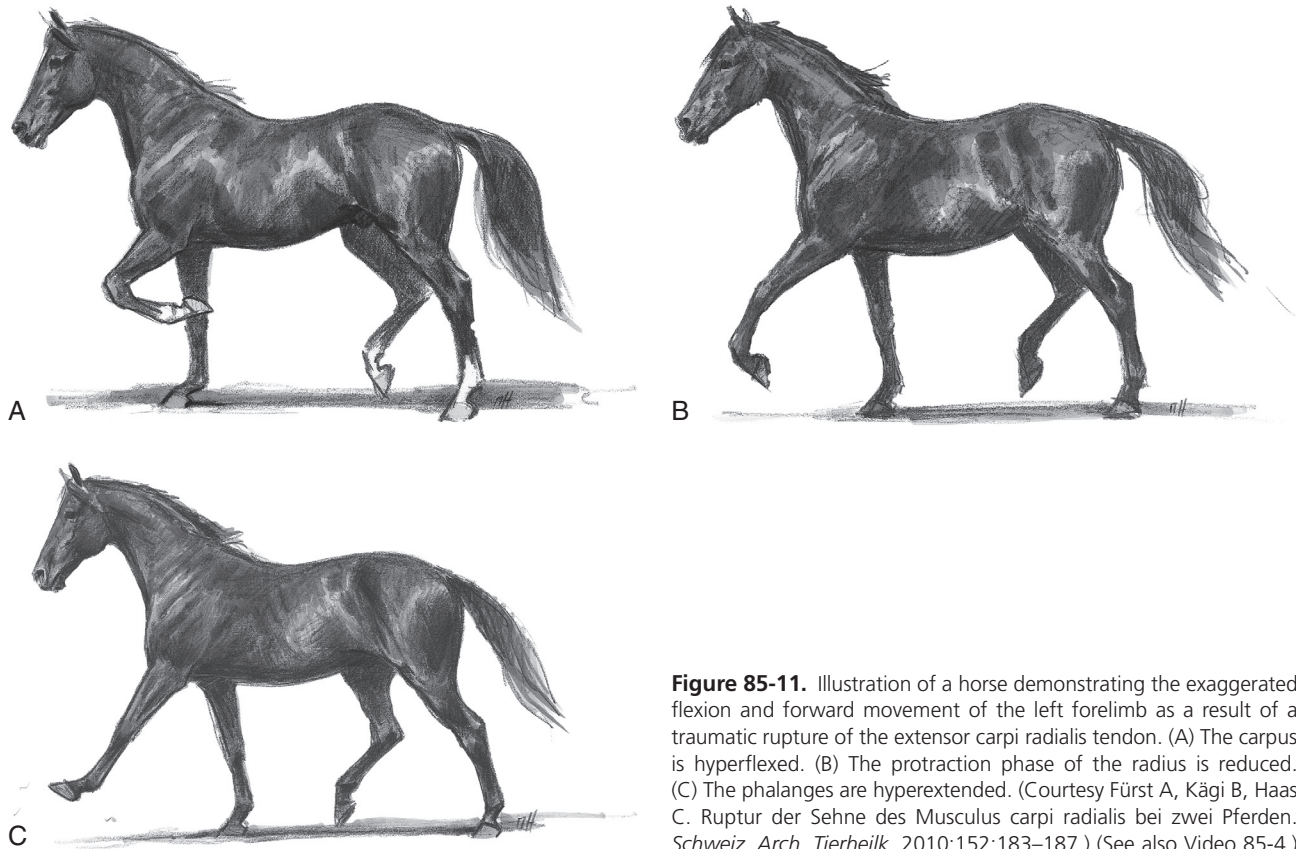 A
B
C
Figure 85-11. Illustration of a horse demonstrating the exaggerated
flexion and forward movement of the left forelimb as a result of a
traumatic rupture of the extensor carpi radialis tendon. (A) The carpus
is hyperflexed. (B) The protraction phase of the radius is reduced.
(C) The phalanges are hyperextended. (Courtesy Fürst A, Kägi B, Haas
C. Ruptur der Sehne des Musculus carpi radialis bei zwei Pferden.
Schweiz. Arch. Tierheilk. 2010;152:183–187.) (See also Video 85-4.)